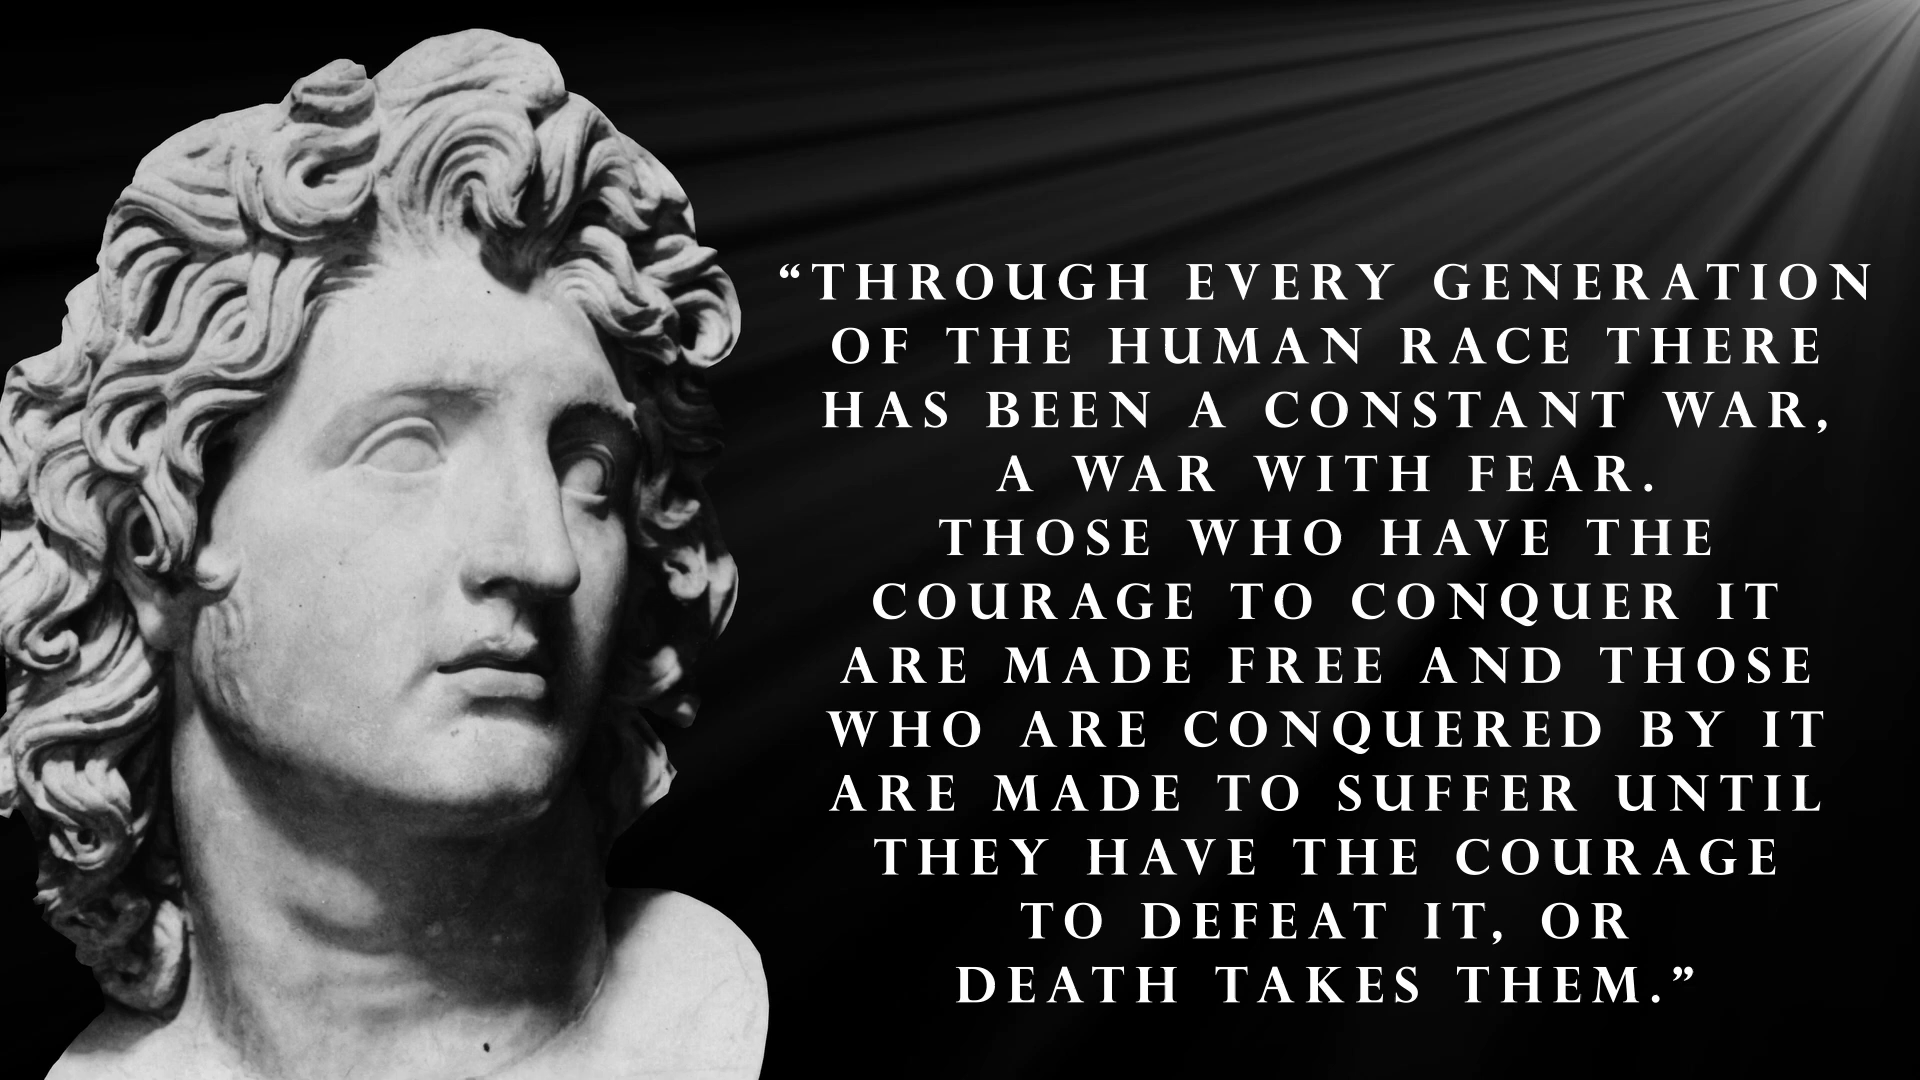 “THROUGH EVERY GENERATION
OF THE HUMAN RACE THERE
HAS BEEN A CONSTANT WAR,
A WAR WITH FEAR.
THOSE WHO HAVE THE
COURAGE TO CONQUER IT
ARE MADE FREE AND THOSE
WHO ARE CONQUERED BY IT
ARE MADE TO SUFFER UNTIL
THEY HAVE THE COURAGE
TO DEFEAT IT, OR
DEATH TAKES THEM.”